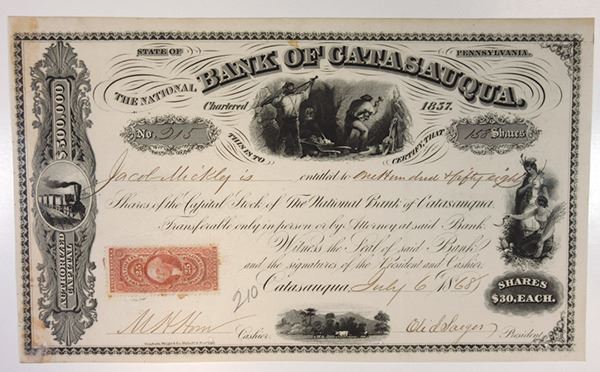 STATE OF PENNSYLVANIA.
THE NATIONAL BANK OF CATASAUQUA.
Chartered 1857.
No. 215
THIS IS TO CERTIFY, THAT
158 Shares
Jacob Mickley is entitled to One Hundred & fifty eight
Shares of the Capital Stock of The National Bank of Catasauqua.
Transferable only in person or by Attorney at said Bank.
Witness the Seal of said Bank
and the signatures of the President and Cashier
Catasauqua, July 6 1868
210
Cashier.
President.
$500,000
AUTHORIZED CAPITAL
SHARES
$30, EACH.
25 25